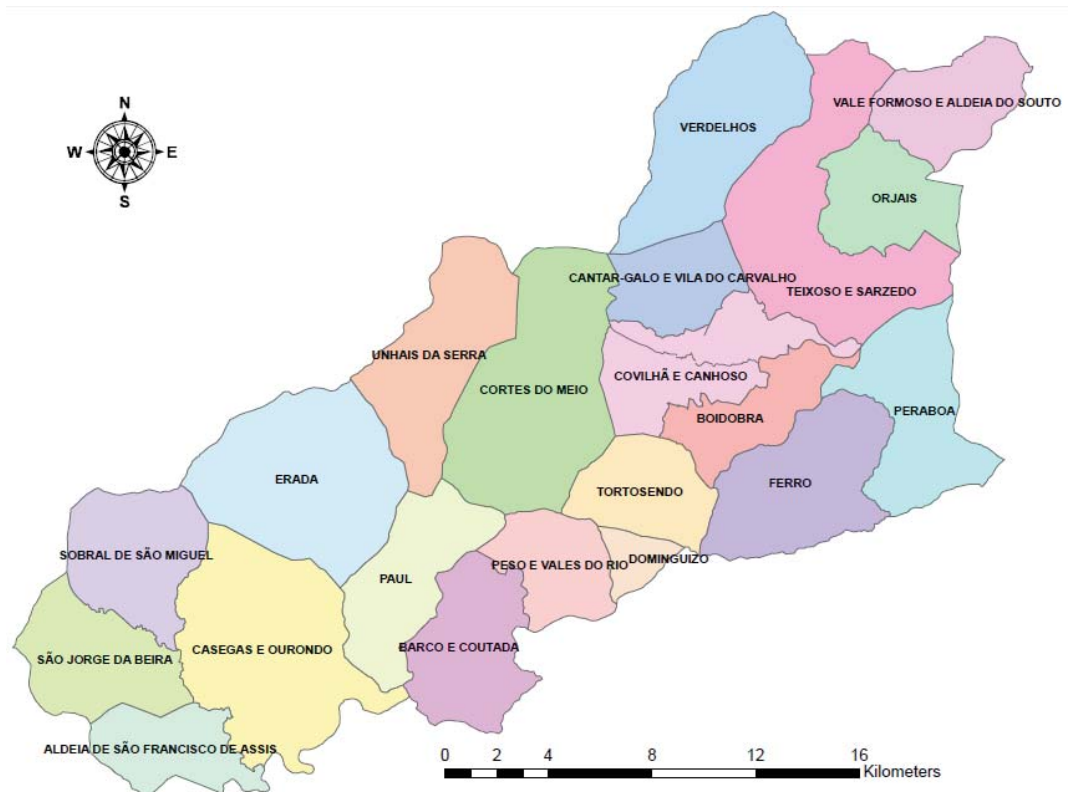 N
W E
S
VERDELHOS
VALE FORMOSO E ALDEIA DO SOUTO
ORJAIS
CANTAR-GALO E VILA DO CARVALHO
TEIXOSO E SARZEDO
UNHAIS DA SERRA
CORTES DO MEIO
COVILHÃ E CANHOSO
BOIDOBRA
PERABOA
ERADA
TORTOSENDO
FERRO
SOBRAL DE SÃO MIGUEL
PAUL
PESO E VALES DO RIO
DOMINGUIZO
SÃO JORGE DA BEIRA
CASEGAS E OURONDO
BARCO E COUTADA
ALDEIA DE SÃO FRANCISCO DE ASSIS
0 2 4 8 12 16
Kilometers